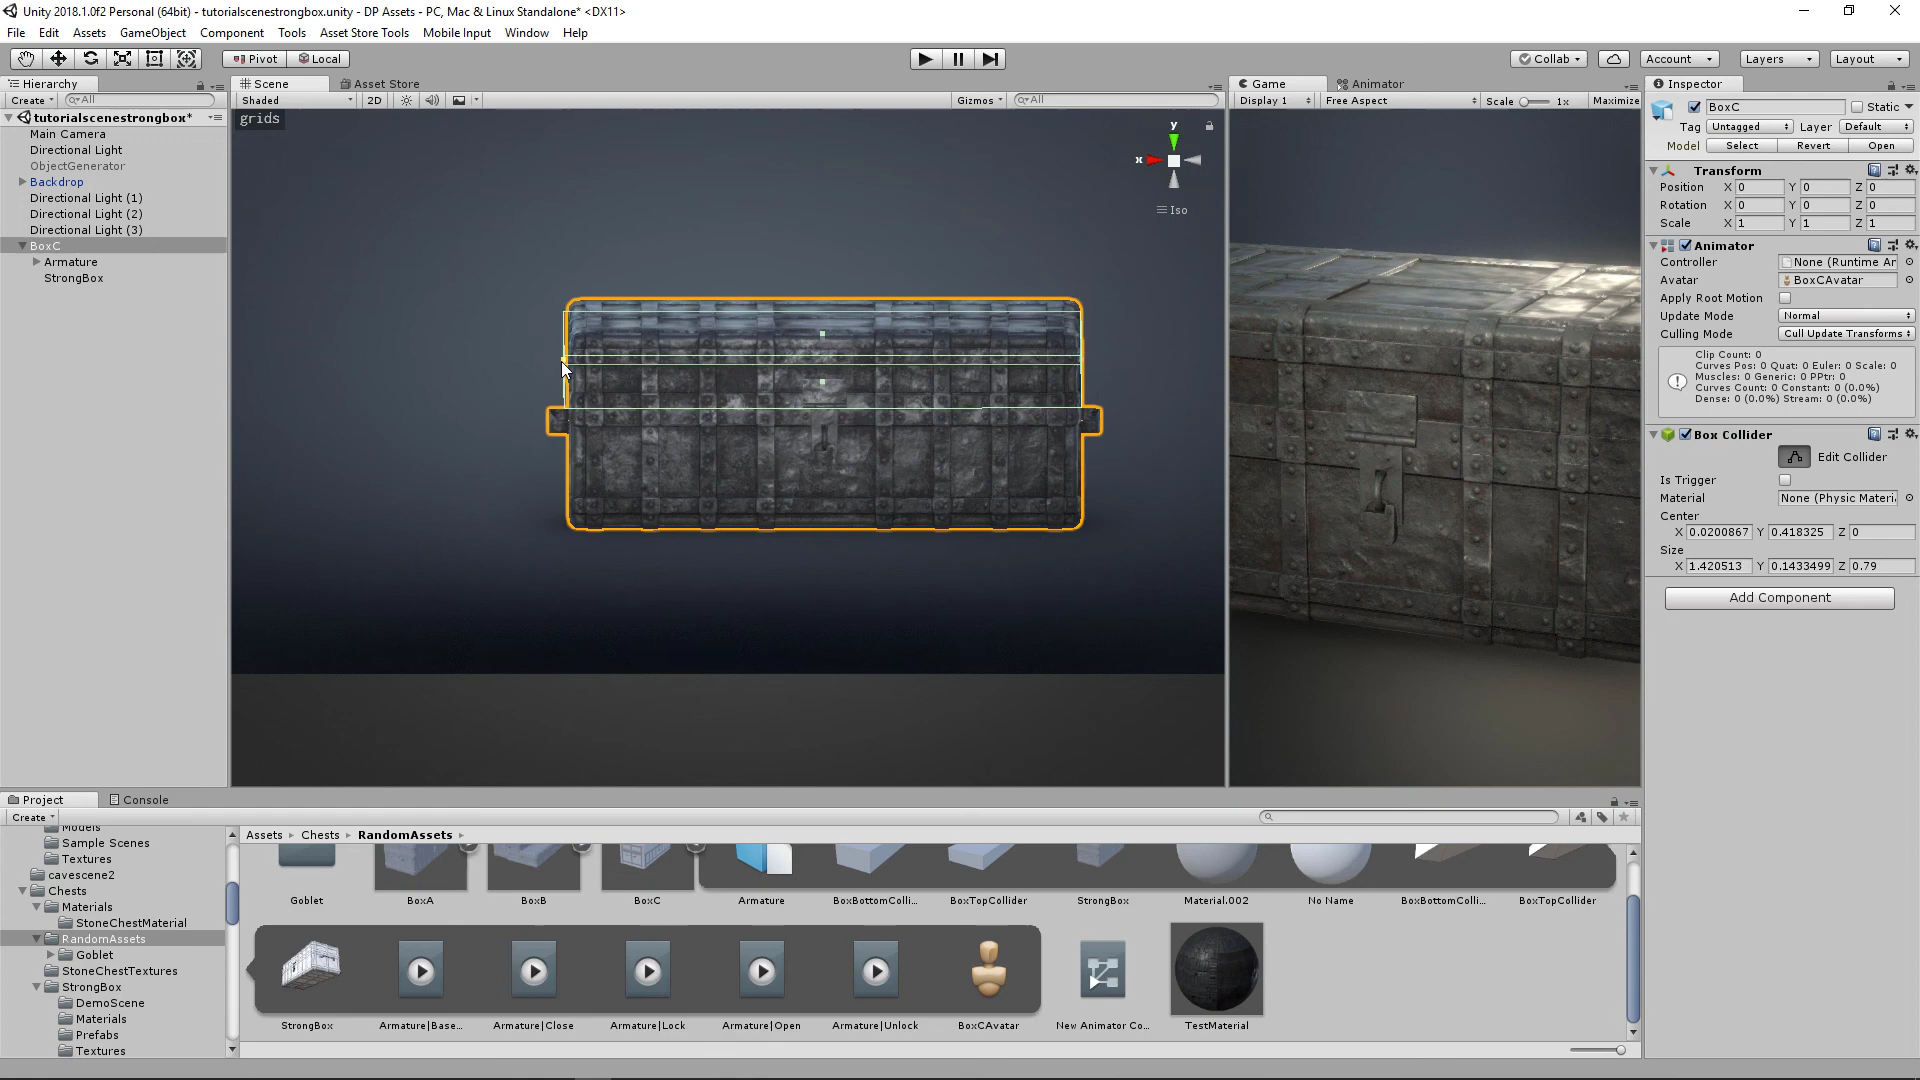 Unity 2018.1.0f2 Personal (64bit) - tutorialscenestrongbox.unity - DP Assets - PC, Mac & Linux Standalone* <DX11>
File Edit Assets GameObject Component Tools Asset Store Tools Mobile Input Window Help
Pivot Local Collab Account Layers Layout
Hierarchy
Create All
tutorialscenestrongbox*
Main Camera
Directional Light
ObjectGenerator
Backdrop
Directional Light (1)
Directional Light (2)
Directional Light (3)
BoxC
Armature
StrongBox
Scene Asset Store
Shaded 2D Gizmos All
grids
y
x
Iso
Game Animator
Display 1 Free Aspect Scale 1x Maximize
Inspector
BoxC Static
Tag Untagged Layer Default
Model Select Revert Open
Transform
Position X 0 Y 0 Z 0
Rotation X 0 Y 0 Z 0
Scale X 1 Y 1 Z 1
Animator
Controller None (Runtime Ar
Avatar BoxCAvatar
Apply Root Motion
Update Mode Normal
Culling Mode Cull Update Transforms
Clip Count: 0
Curves Pos: 0 Quat: 0 Euler: 0 Scale: 0
Muscles: 0 Generic: 0 PPtr: 0
Curves Count: 0 Constant: 0 (0.0%)
Dense: 0 (0.0%) Stream: 0 (0.0%)
Box Collider
Edit Collider
Is Trigger
Material None (Physic Materi
Center
X 0.0200867 Y 0.418325 Z 0
Size
X 1.420513 Y 0.1433499 Z 0.79
Add Component
Project Console
Create
Models
Sample Scenes
Textures
cavescene2
Chests
Materials
StoneChestMaterial
RandomAssets
Goblet
StoneChestTextures
StrongBox
DemoScene
Materials
Prefabs
Textures
Assets Chests RandomAssets
Goblet BoxA BoxB BoxC Armature BoxBottomColli... BoxTopCollider StrongBox Material.002 No Name BoxBottomColli... BoxTopCollider
StrongBox Armature|Base... Armature|Close Armature|Lock Armature|Open Armature|Unlock BoxCAvatar New Animator Co... TestMaterial